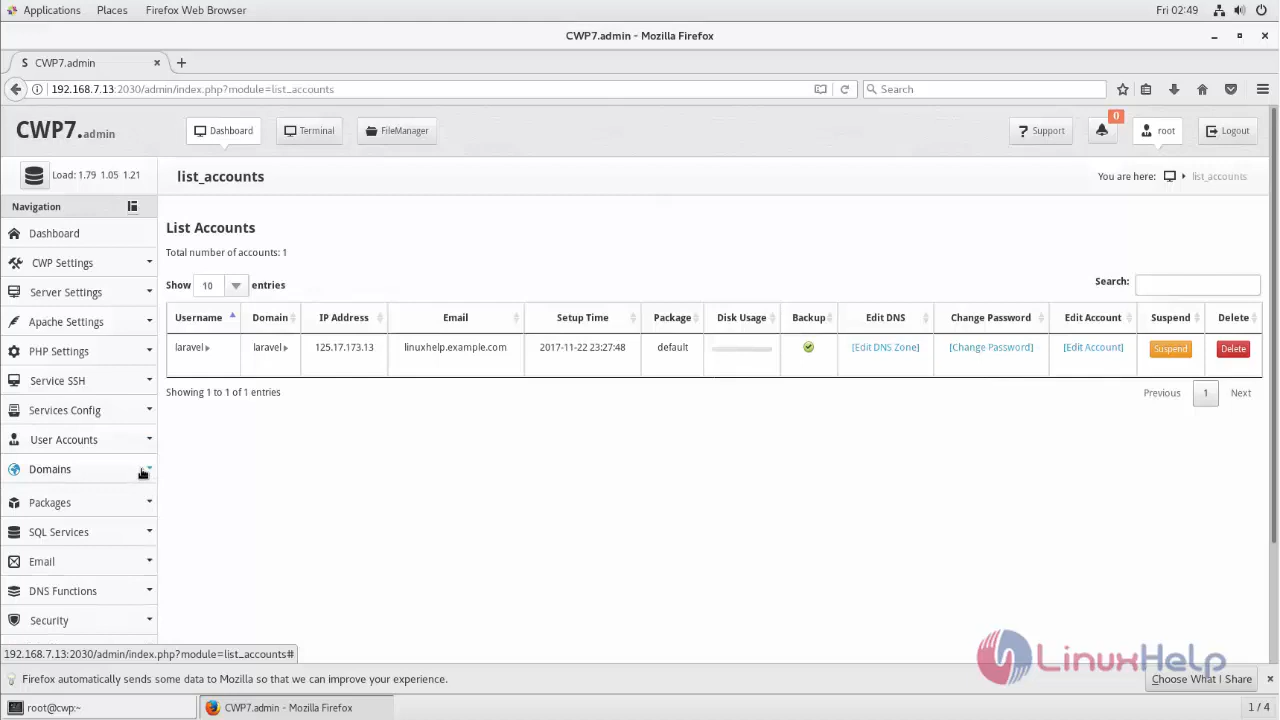 Applications Places Firefox Web Browser Fri 02:49
CWP7.admin - Mozilla Firefox
S CWP7.admin
192.168.7.13:2030/admin/index.php?module=list_accounts Search
CWP7.admin Dashboard Terminal FileManager Support 0 root Logout
Load: 1.79 1.05 1.21 list_accounts You are here: list_accounts
Navigation
Dashboard
CWP Settings
Server Settings
Apache Settings
PHP Settings
Service SSH
Services Config
User Accounts
Domains
Packages
SQL Services
Email
DNS Functions
Security
List Accounts
Total number of accounts: 1
Show 10 entries Search:
Username Domain IP Address Email Setup Time Package Disk Usage Backup Edit DNS Change Password Edit Account Suspend Delete
laravel laravel 125.17.173.13 linuxhelp.example.com 2017-11-22 23:27:48 default [Edit DNS Zone] [Change Password] [Edit Account] Suspend Delete
Showing 1 to 1 of 1 entries Previous 1 Next
192.168.7.13:2030/admin/index.php?module=list_accounts#
LinuxHelp
Firefox automatically sends some data to Mozilla so that we can improve your experience. Choose What I Share
root@cwp:~ CWP7.admin - Mozilla Firefox 1 / 4